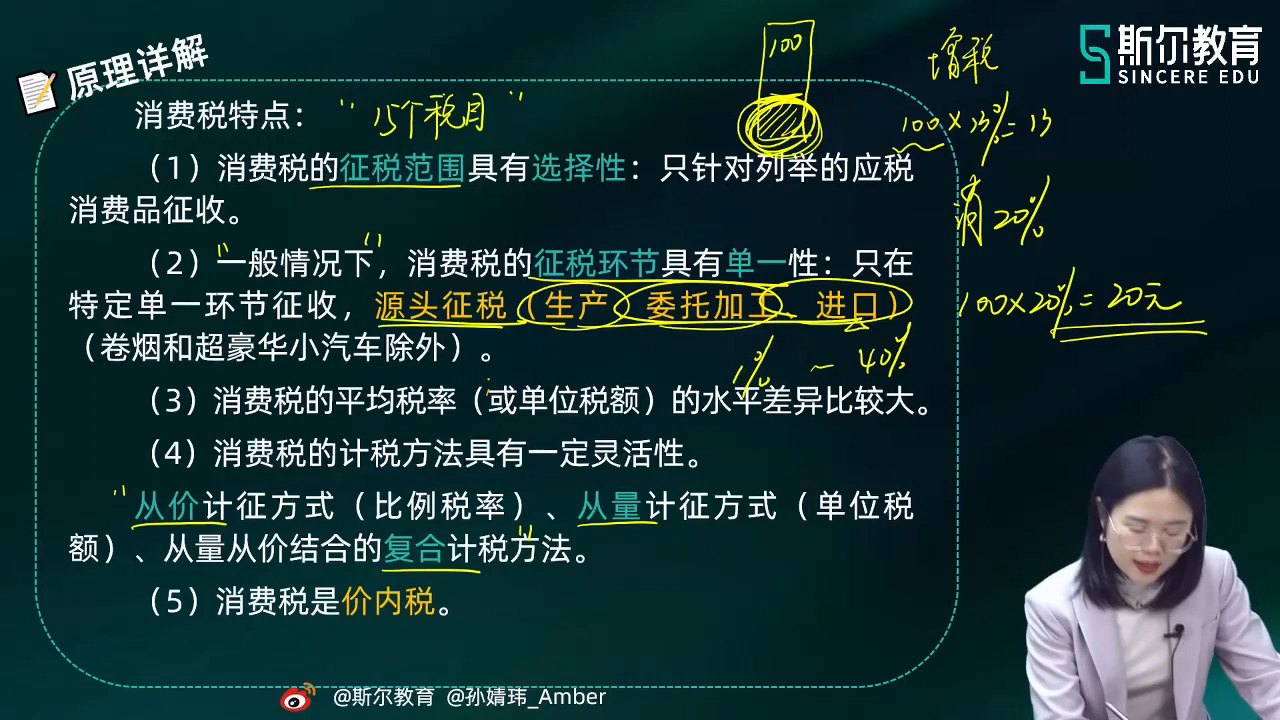 原理详解
斯尔教育
SINCERE EDU
消费税特点：
"15个税目"
100
增税
100×13%=13
（1）消费税的征税范围具有选择性：只针对列举的应税
消费品征收。
消20%
（2）一般情况下，消费税的征税环节具有单一性：只在
特定单一环节征收，源头征税（生产、委托加工、进口）
100×20%=20元
（卷烟和超豪华小汽车除外）。
1% ~ 40%
（3）消费税的平均税率（或单位税额）的水平差异比较大。
（4）消费税的计税方法具有一定灵活性。
从价计征方式（比例税率）、从量计征方式（单位税
额）、从量从价结合的复合计税方法。
（5）消费税是价内税。
@斯尔教育 @孙婧玮_Amber